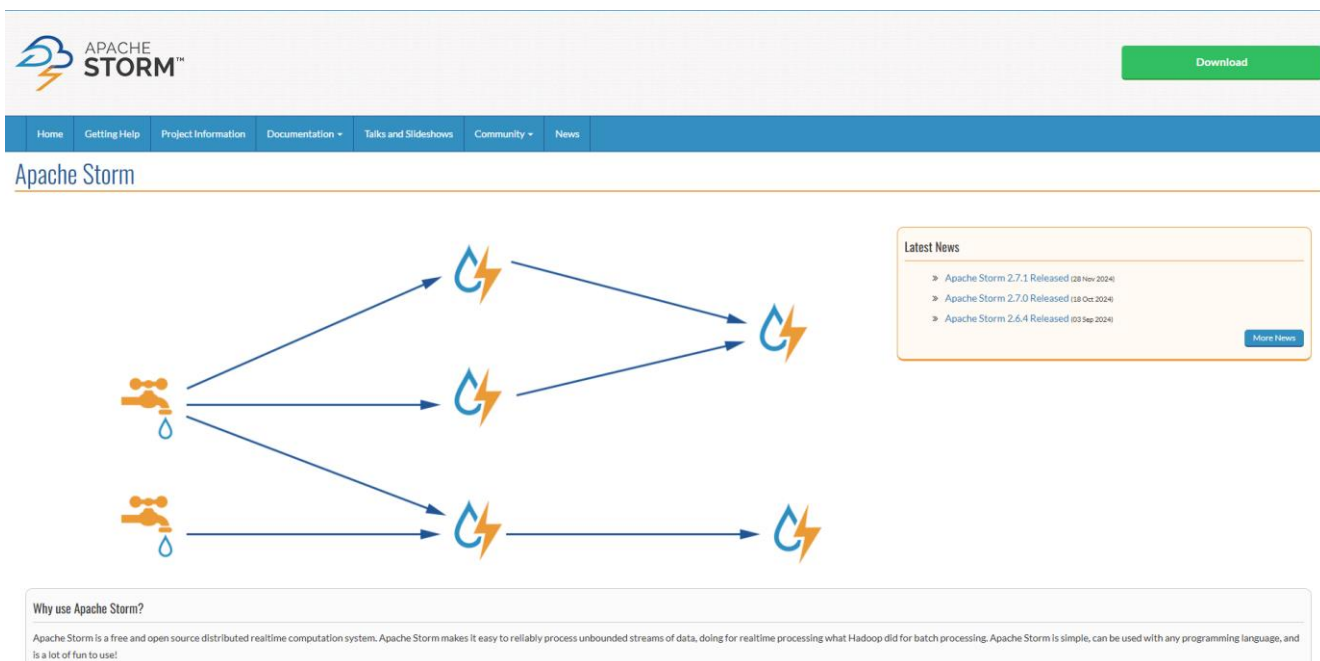 APACHE
STORM™
Download
Home Getting Help Project Information Documentation Talks and Slideshows Community News
Apache Storm
Latest News
» Apache Storm 2.7.1 Released (28 Nov 2024)
» Apache Storm 2.7.0 Released (18 Oct 2024)
» Apache Storm 2.6.4 Released (03 Sep 2024)
More News
Why use Apache Storm?
Apache Storm is a free and open source distributed realtime computation system. Apache Storm makes it easy to reliably process unbounded streams of data, doing for realtime processing what Hadoop did for batch processing. Apache Storm is simple, can be used with any programming language, and
is a lot of fun to use!